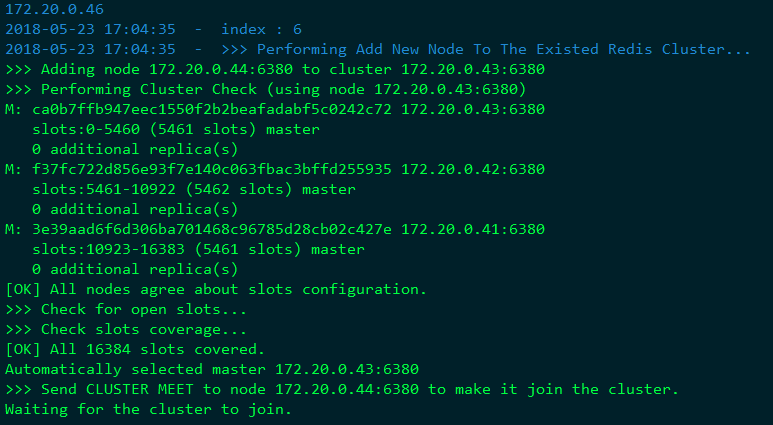 172.20.0.46
2018-05-23 17:04:35  -  index : 6
2018-05-23 17:04:35  -  >>> Performing Add New Node To The Existed Redis Cluster...
>>> Adding node 172.20.0.44:6380 to cluster 172.20.0.43:6380
>>> Performing Cluster Check (using node 172.20.0.43:6380)
M: ca0b7ffb947eec1550f2b2beafadabf5c0242c72 172.20.0.43:6380
   slots:0-5460 (5461 slots) master
   0 additional replica(s)
M: f37fc722d856e93f7e140c063fbac3bffd255935 172.20.0.42:6380
   slots:5461-10922 (5462 slots) master
   0 additional replica(s)
M: 3e39aad6f6d306ba701468c96785d28cb02c427e 172.20.0.41:6380
   slots:10923-16383 (5461 slots) master
   0 additional replica(s)
[OK] All nodes agree about slots configuration.
>>> Check for open slots...
>>> Check slots coverage...
[OK] All 16384 slots covered.
Automatically selected master 172.20.0.43:6380
>>> Send CLUSTER MEET to node 172.20.0.44:6380 to make it join the cluster.
Waiting for the cluster to join.